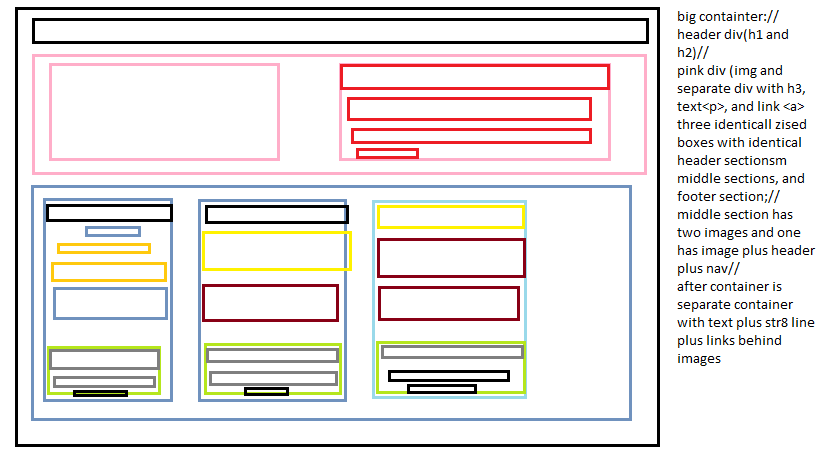 big containter://
header div(h1 and
h2)//
pink div (img and
separate div with h3,
text<p>, and link <a>
three identicall zised
boxes with identical
header sectionsm
middle sections, and
footer section;//
middle section has
two images and one
has image plus header
plus nav//
after container is
separate container
with text plus str8 line
plus links behind
images